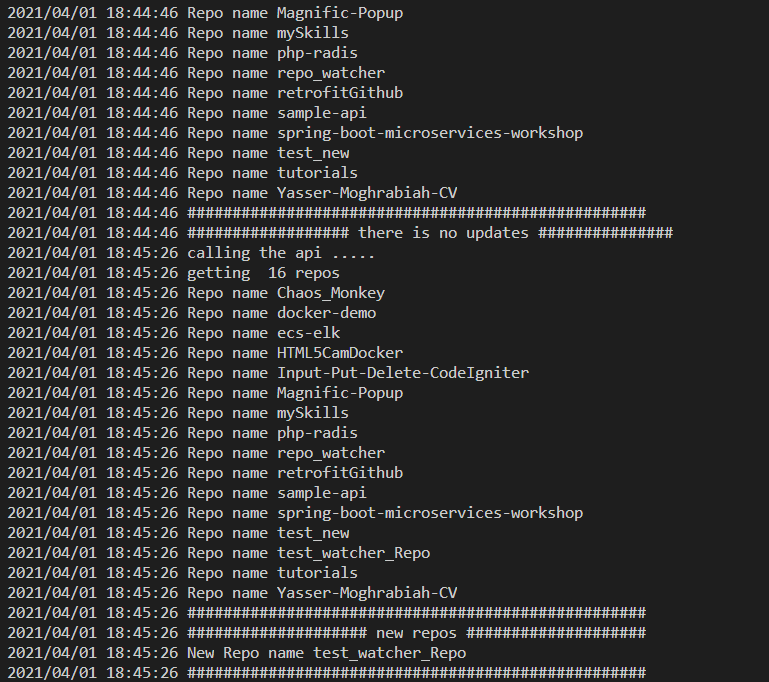 2021/04/01 18:44:46 Repo name Magnific-Popup
2021/04/01 18:44:46 Repo name mySkills
2021/04/01 18:44:46 Repo name php-radis
2021/04/01 18:44:46 Repo name repo_watcher
2021/04/01 18:44:46 Repo name retrofitGithub
2021/04/01 18:44:46 Repo name sample-api
2021/04/01 18:44:46 Repo name spring-boot-microservices-workshop
2021/04/01 18:44:46 Repo name test_new
2021/04/01 18:44:46 Repo name tutorials
2021/04/01 18:44:46 Repo name Yasser-Moghrabiah-CV
2021/04/01 18:44:46 ###################################################
2021/04/01 18:44:46 ################## there is no updates ###############
2021/04/01 18:45:26 calling the api .....
2021/04/01 18:45:26 getting  16 repos
2021/04/01 18:45:26 Repo name Chaos_Monkey
2021/04/01 18:45:26 Repo name docker-demo
2021/04/01 18:45:26 Repo name ecs-elk
2021/04/01 18:45:26 Repo name HTML5CamDocker
2021/04/01 18:45:26 Repo name Input-Put-Delete-CodeIgniter
2021/04/01 18:45:26 Repo name Magnific-Popup
2021/04/01 18:45:26 Repo name mySkills
2021/04/01 18:45:26 Repo name php-radis
2021/04/01 18:45:26 Repo name repo_watcher
2021/04/01 18:45:26 Repo name retrofitGithub
2021/04/01 18:45:26 Repo name sample-api
2021/04/01 18:45:26 Repo name spring-boot-microservices-workshop
2021/04/01 18:45:26 Repo name test_new
2021/04/01 18:45:26 Repo name test_watcher_Repo
2021/04/01 18:45:26 Repo name tutorials
2021/04/01 18:45:26 Repo name Yasser-Moghrabiah-CV
2021/04/01 18:45:26 ###################################################
2021/04/01 18:45:26 #################### new repos ####################
2021/04/01 18:45:26 New Repo name test_watcher_Repo
2021/04/01 18:45:26 ###################################################